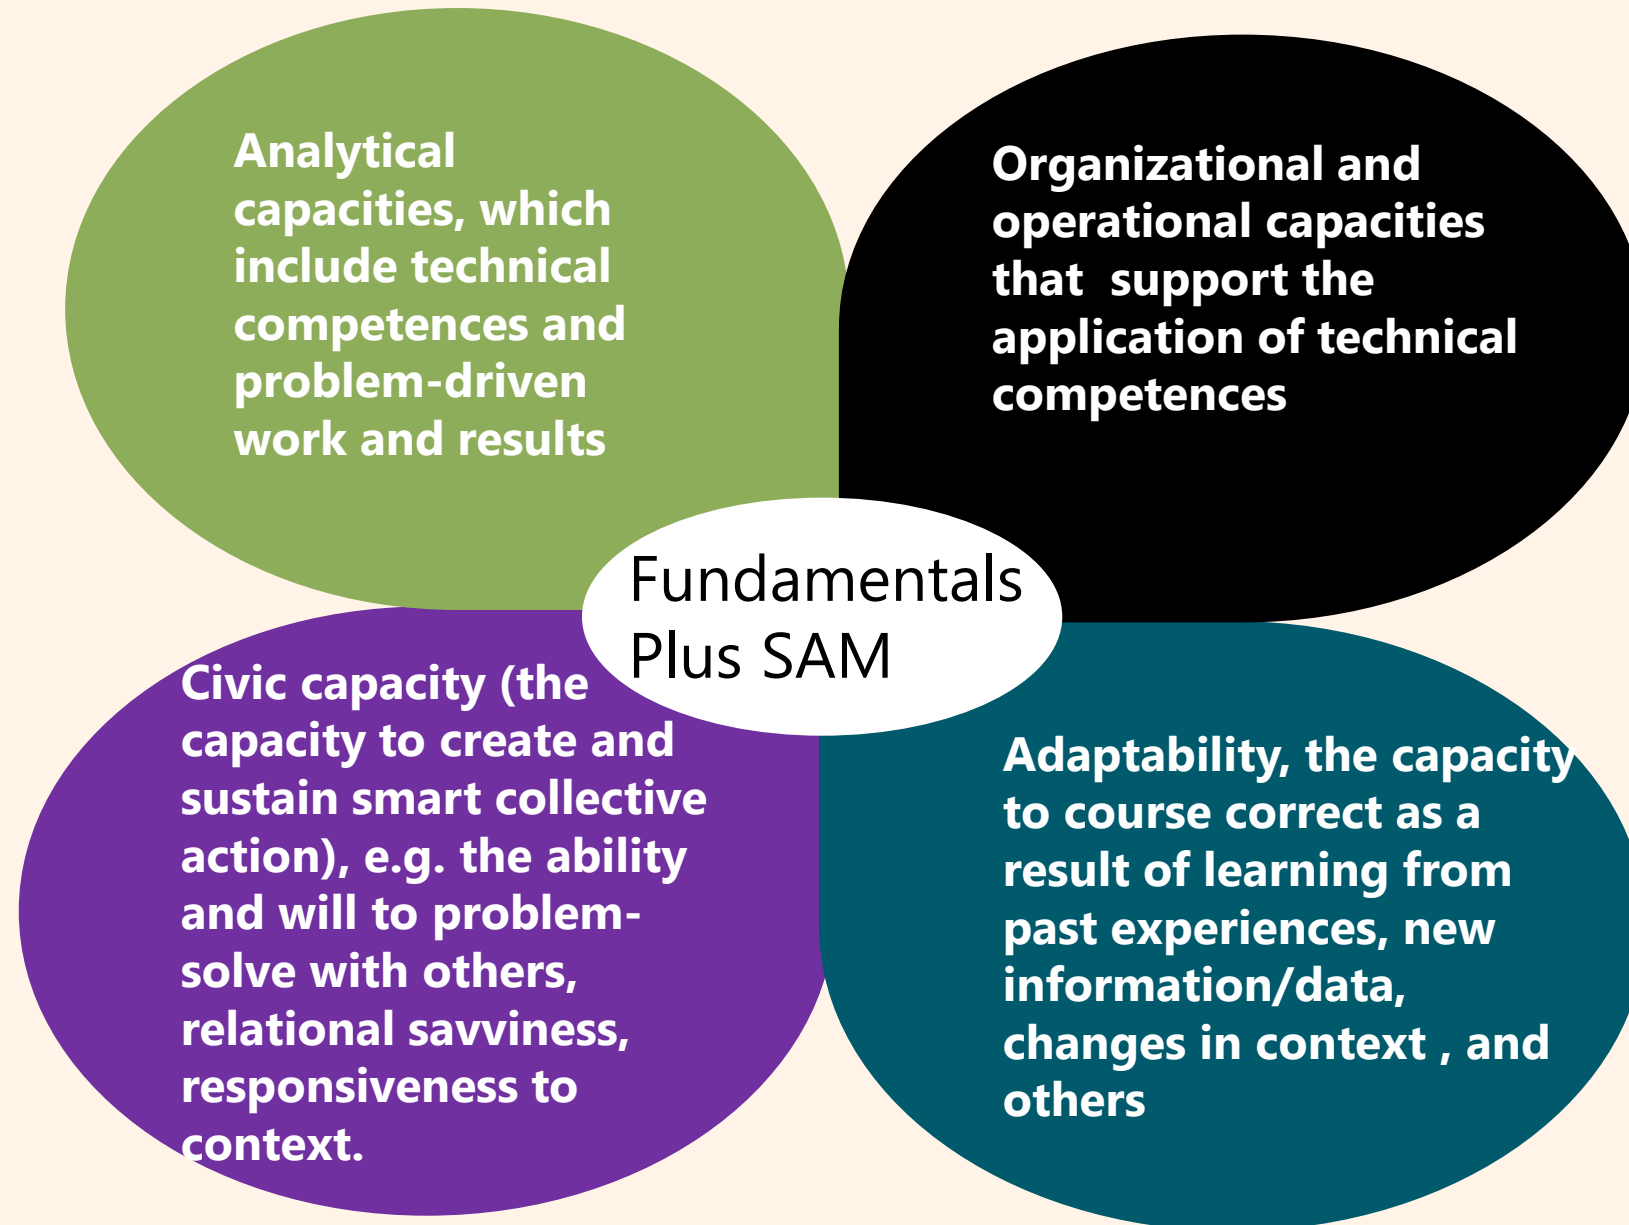 Analytical
capacities, which
include technical
competences and
problem-driven
work and results
Organizational and
operational capacities
that  support the
application of technical
competences
Fundamentals
Plus SAM
Civic capacity (the
capacity to create and
sustain smart collective
action), e.g. the ability
and will to problem-
solve with others,
relational savviness,
responsiveness to
context.
Adaptability, the capacity
to course correct as a
result of learning from
past experiences, new
information/data,
changes in context , and
others